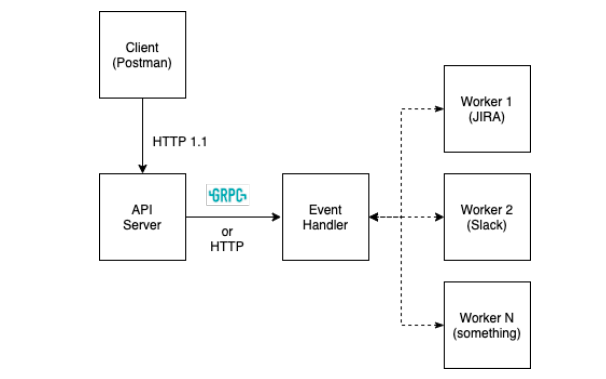 Client
(Postman)
HTTP 1.1
API
Server
GRPC
or
HTTP
Event
Handler
Worker 1
(JIRA)
Worker 2
(Slack)
Worker N
(something)